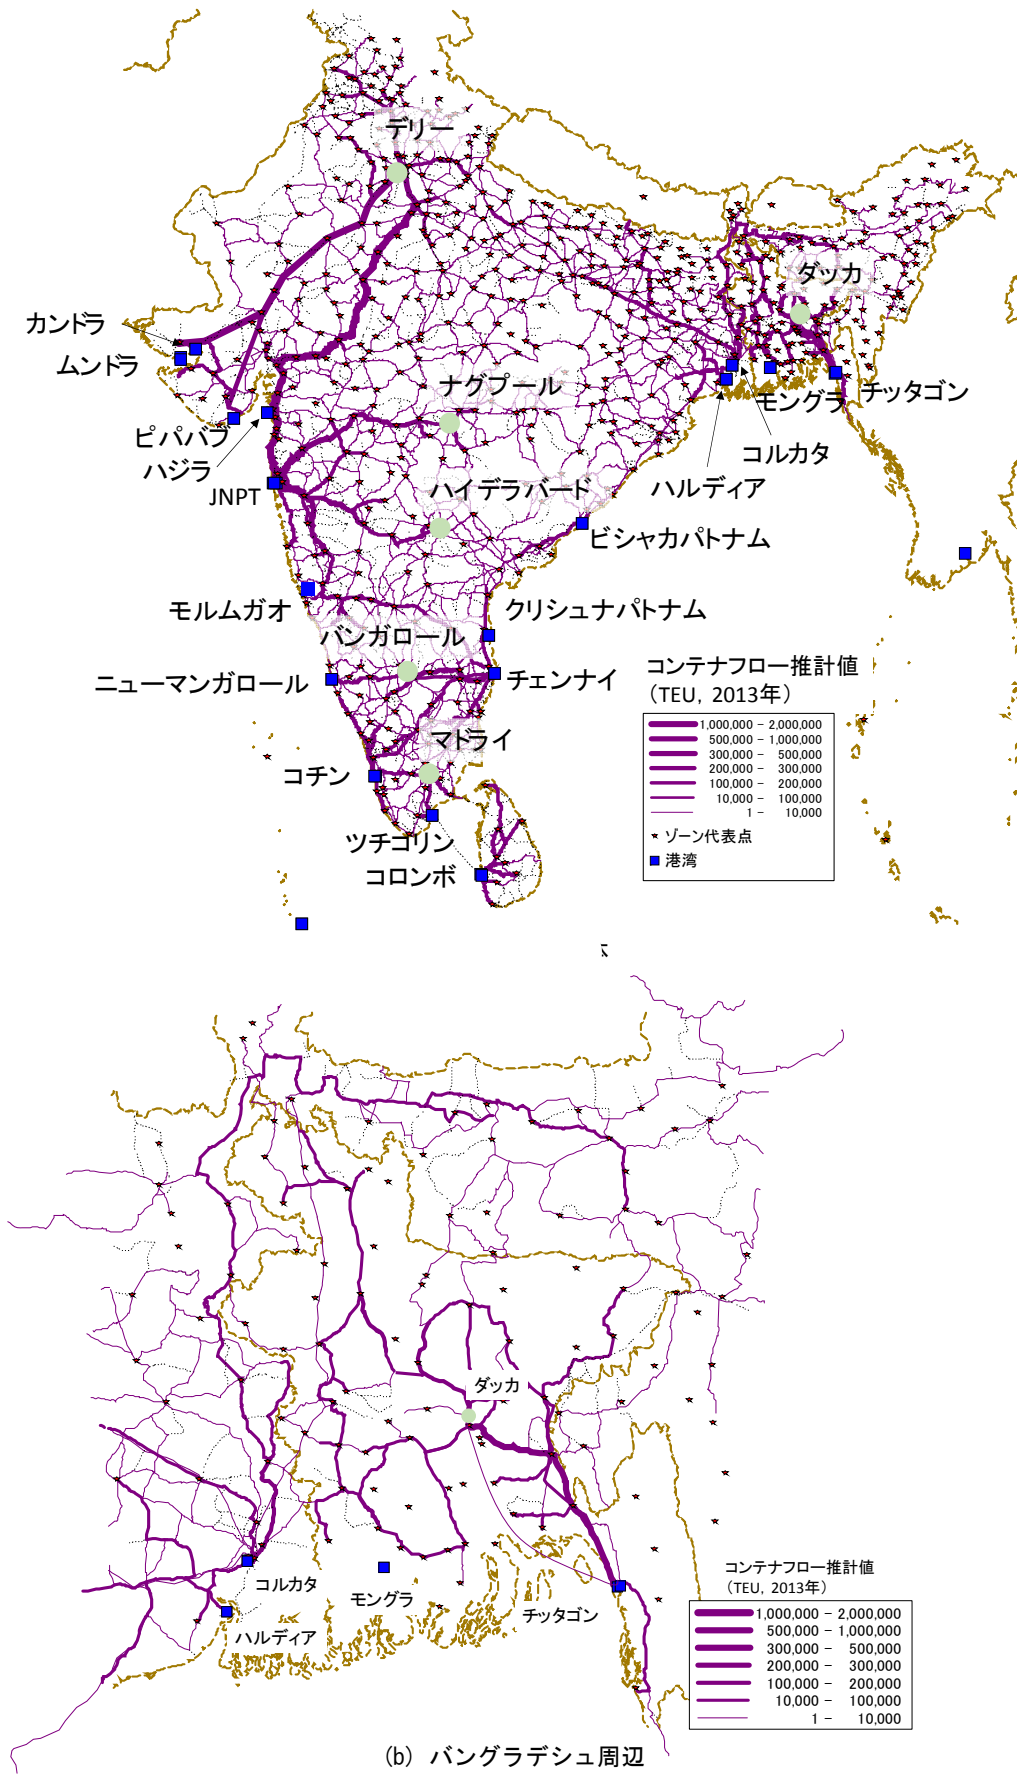 デリー
ダッカ
カンドラ
ムンドラ
ナグプール
チッタゴン
モングラ
ピパバブ
コルカタ
ハジラ
JNPT
ハイデラバード
ハルディア
ビシャカパトナム
モルムガオ
クリシュナパトナム
バンガロール
ニューマンガロール
チェンナイ
コンテナフロー推計値
(TEU, 2013年)
1,000,000 - 2,000,000
500,000 - 1,000,000
300,000 - 500,000
200,000 - 300,000
100,000 - 200,000
10,000 - 100,000
1 - 10,000
ゾーン代表点
港湾
マドライ
コチン
ツチコリン
コロンボ
ダッカ
コルカタ
モングラ
チッタゴン
ハルディア
コンテナフロー推計値
(TEU, 2013年)
1,000,000 - 2,000,000
500,000 - 1,000,000
300,000 - 500,000
200,000 - 300,000
100,000 - 200,000
10,000 - 100,000
1 - 10,000
(b) バングラデシュ周辺